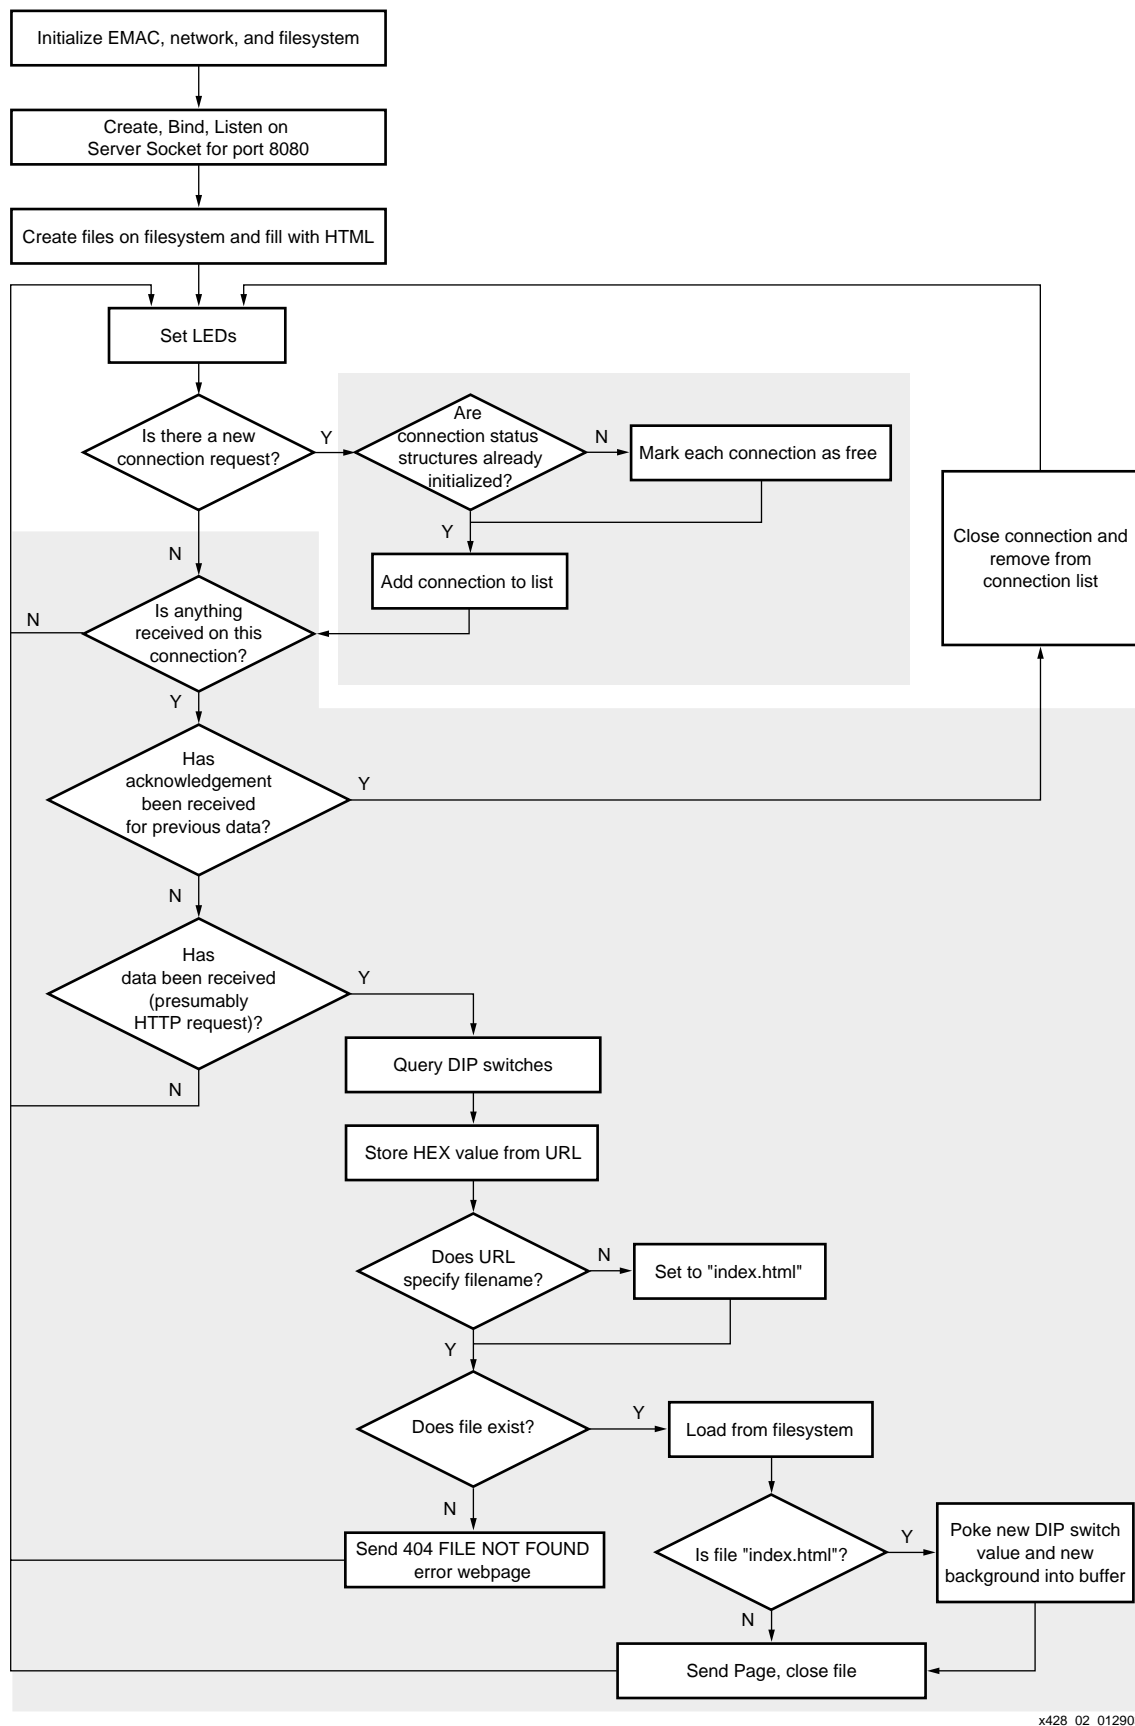 Initialize EMAC, network, and filesystem
Create, Bind, Listen on
Server Socket for port 8080
Create files on filesystem and fill with HTML
Set LEDs
Is there a new
connection request?
Y
Are
connection status
structures already
initialized?
N
Mark each connection as free
Y
Add connection to list
Close connection and
remove from
connection list
N
Is anything
received on this
connection?
N
Y
Has
acknowledgement
been received
for previous data?
Y
N
Has
data been received
(presumably
HTTP request)?
Y
N
Query DIP switches
Store HEX value from URL
Does URL
specify filename?
N
Set to "index.html"
Y
Does file exist?
Y
Load from filesystem
N
Send 404 FILE NOT FOUND
error webpage
Is file "index.html"?
Y
Poke new DIP switch
value and new
background into buffer
N
Send Page, close file
x428_02_01290